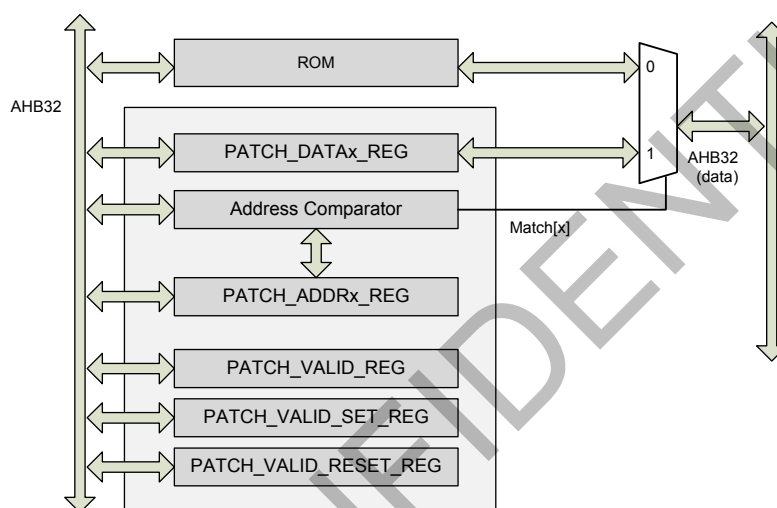 ROM
0
AHB32
PATCH_DATAx_REG
1
AHB32
(data)
Address Comparator
Match[x]
PATCH_ADDRx_REG
PATCH_VALID_REG
PATCH_VALID_SET_REG
PATCH_VALID_RESET_REG